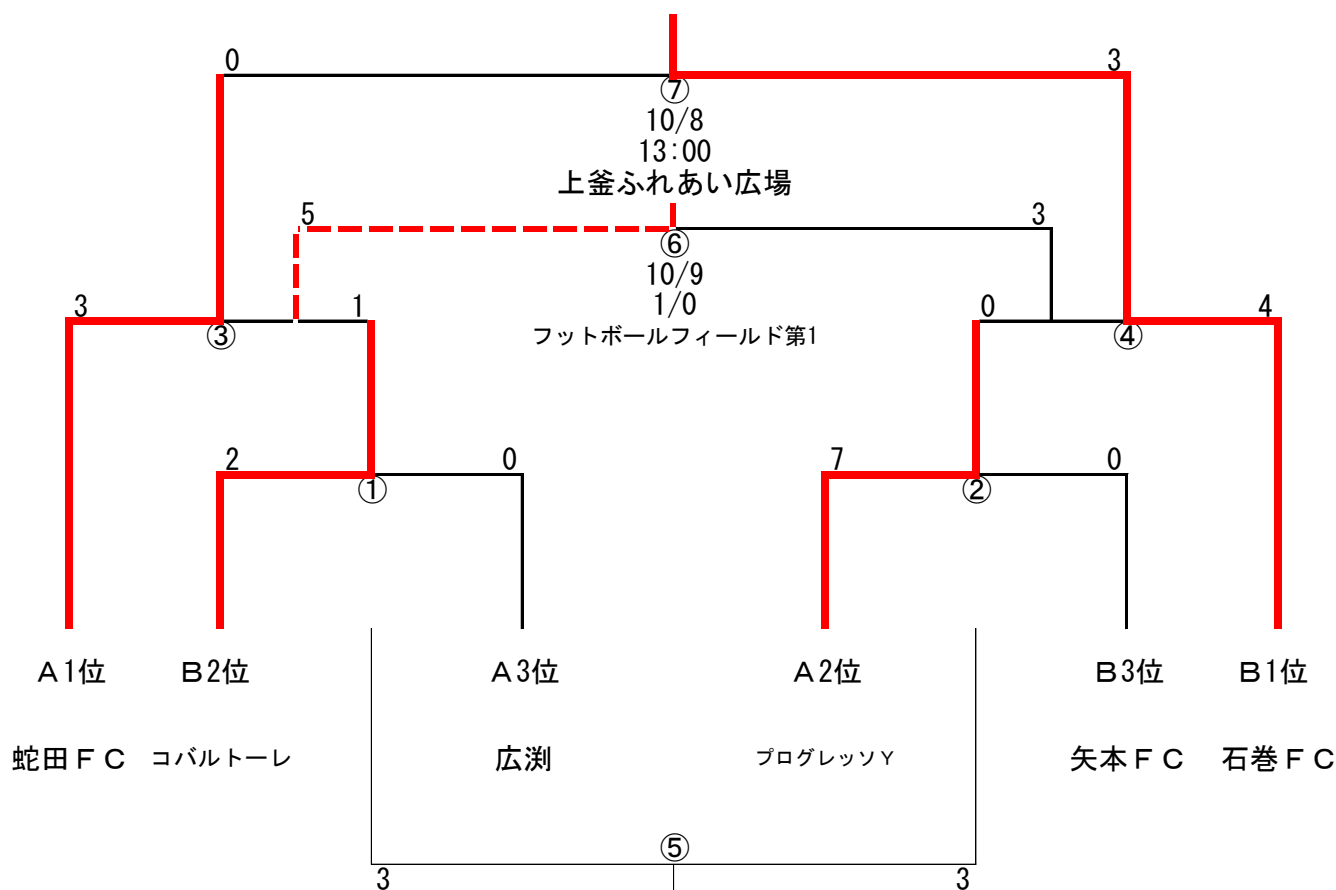 0 3
⑦
10/8
13:00
上釜ふれあい広場
5 3
⑥
10/9
1/0
フットボールフィールド第1
3 1 0 4
③ ④
2 0 7 0
① ②
A1位 B2位 A3位 A2位 B3位 B1位
蛇田FC コバルトーレ 広渕 プログレッソY 矢本FC 石巻FC
⑤
3 3